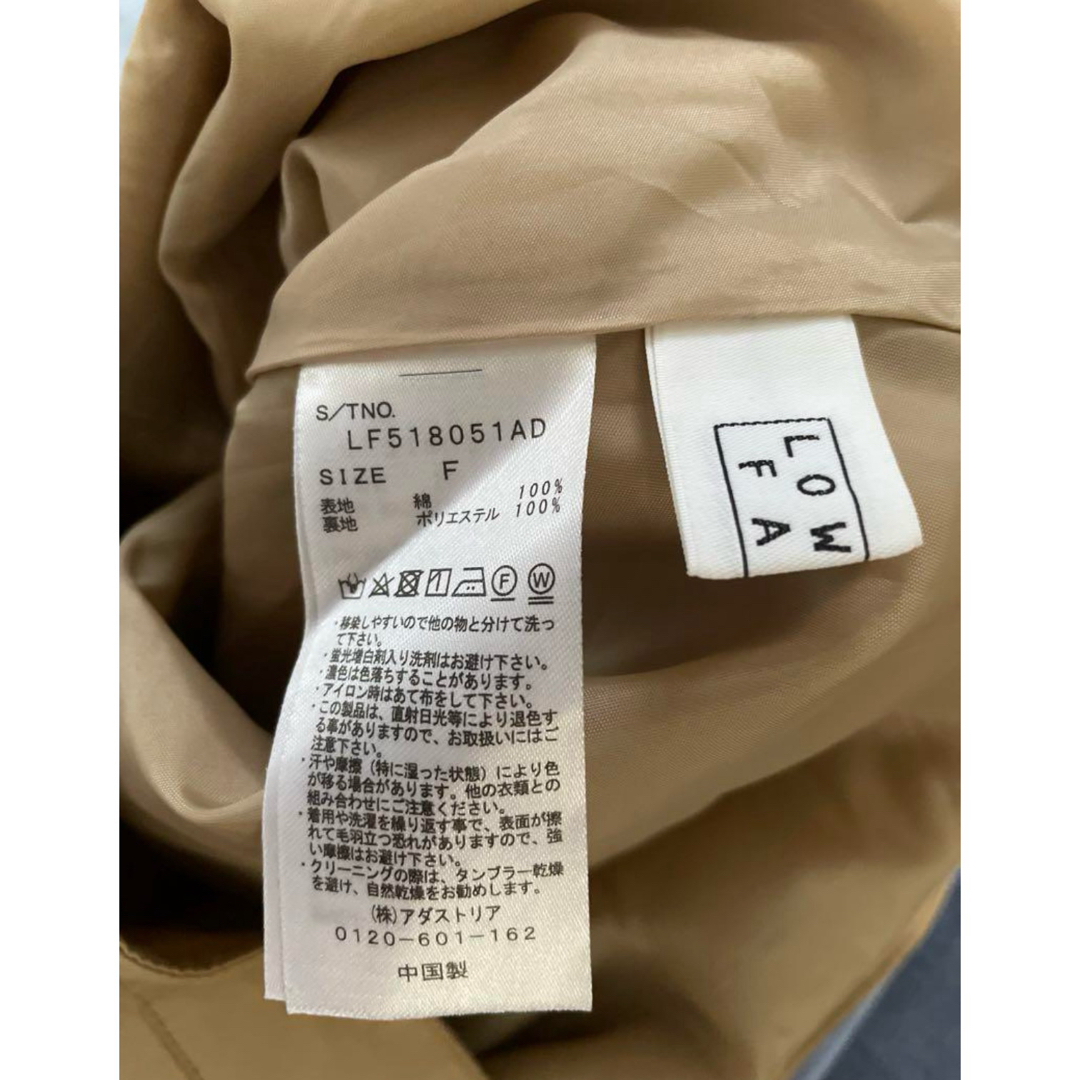 S/TNO.
LF518051AD
SIZE F
表地 綿 100%
裏地 ポリエステル 100%
F W
・移染しやすいので他の物と分けて洗っ
て下さい。
・蛍光増白剤入り洗剤はお避け下さい。
・濃色は色落ちすることがあります。
・アイロン時はあて布をして下さい。
・この製品は、直射日光等により退色す
る事がありますので、お取扱いにはご
注意下さい。
・汗や摩擦（特に湿った状態）により色
が移る場合があります。他の衣類との
組み合わせにご注意ください。
・着用や洗濯を繰り返す事で、表面が擦
れて毛羽立つ恐れがありますので、強
い摩擦はお避け下さい。
・クリーニングの際は、タンブラー乾燥
を避け、自然乾燥をお勧めします。
(株)アダストリア
0120-601-162
中国製
LOW
FA